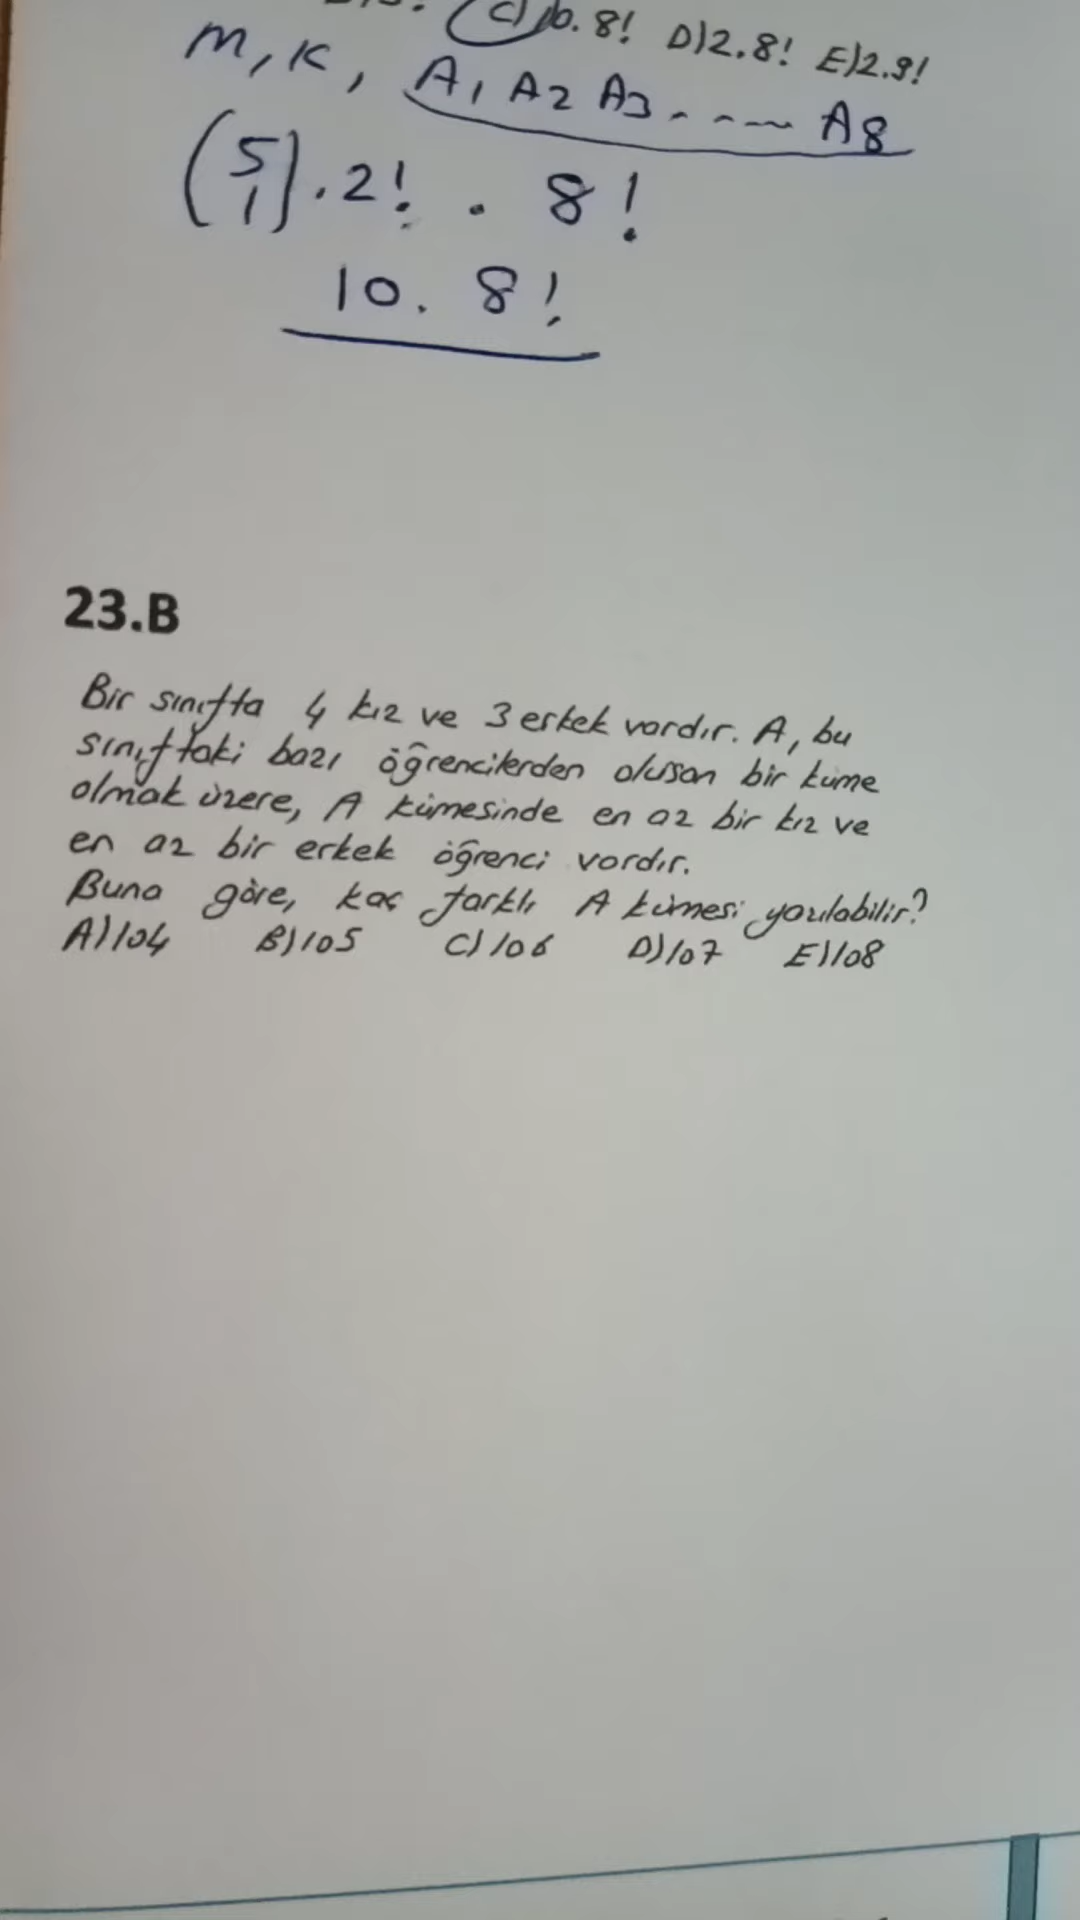 C) 10.8! D)2.8! E)2.9!
M, K, A1 A2 A3 . . . . A8
(5 1) . 2! . 8!
10. 8!
23.B
Bir sınıfta 4 kız ve 3 erkek vardır. A, bu
sınıftaki bazı öğrencilerden olusan bir küme
olmak üzere, A kümesinde en az bir kız ve
en az bir erkek öğrenci vardır.
Buna göre, kaç farklı A kümesi yazılabilir?
A)104 B)105 C)106 D)107 E)108